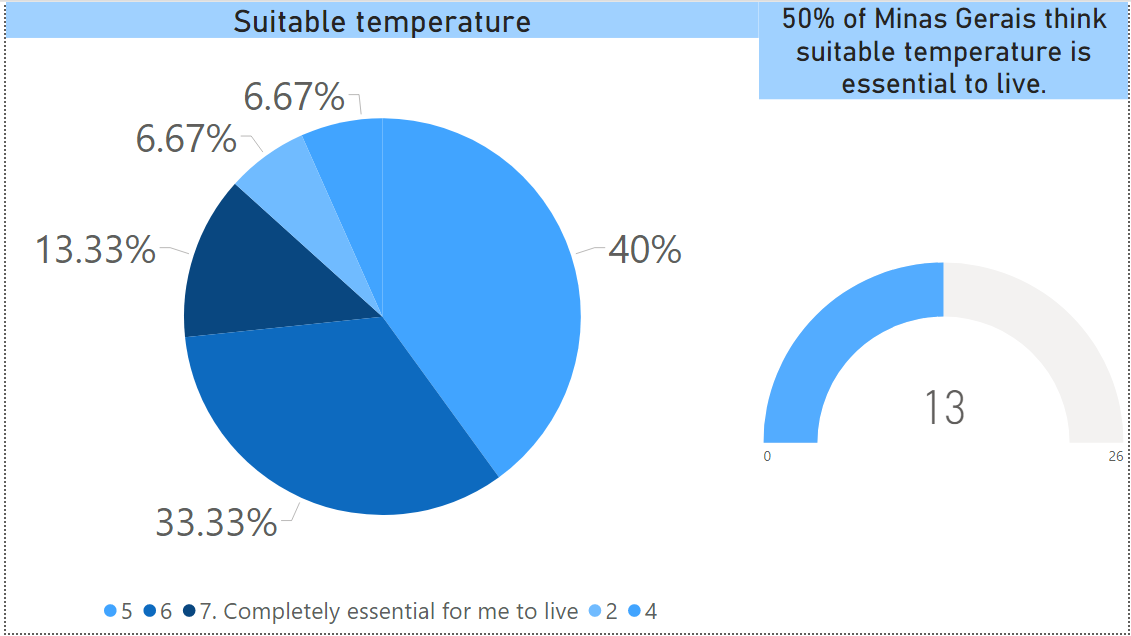 Suitable temperature
50% of Minas Gerais think
suitable temperature is
essential to live.
6.67%
6.67%
13.33%
40%
33.33%
13
0
26
5 6 7. Completely essential for me to live 2 4